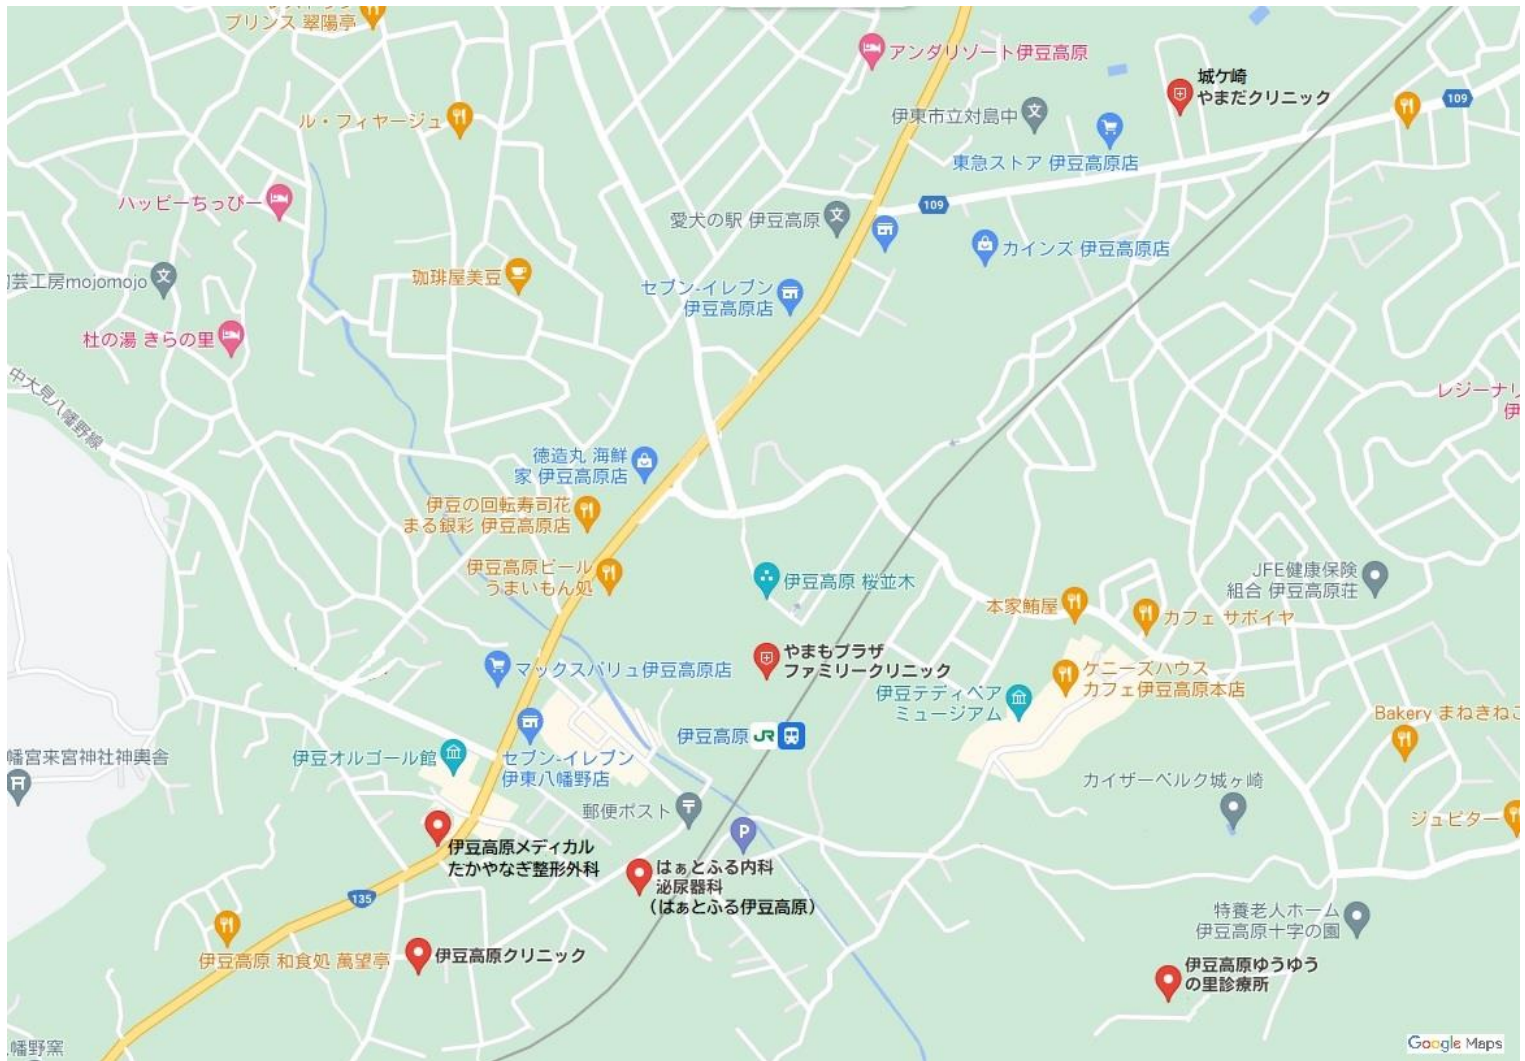 プリンス 翠陽亭
アンダリゾート伊豆高原
城ケ崎
やまだクリニック
109
ル・フィヤージュ
伊東市立対島中
東急ストア 伊豆高原店
ハッピーちっぴー
愛犬の駅 伊豆高原
109
カインズ 伊豆高原店
芸工房mojomojo
珈琲屋美豆
セブン-イレブン
伊豆高原店
杜の湯 きらの里
中大見八幡野線
レジーナリ
伊
徳造丸 海鮮
家 伊豆高原店
伊豆の回転寿司花
まる銀彩 伊豆高原店
伊豆高原ビール
うまいもん処
伊豆高原 桜並木
JFE健康保険
組合 伊豆高原荘
本家鮪屋
カフェ サボイヤ
やまもプラザ
ファミリークリニック
マックスバリュ伊豆高原店
ケニーズハウス
カフェ伊豆高原本店
伊豆テディベア
ミュージアム
Bakery まねきねこ
伊豆高原 JR
伊豆オルゴール館
セブン-イレブン
伊東八幡野店
幡宮来宮神社神輿舎
カイザーベルク城ヶ崎
郵便ポスト
P
ジュピター
伊豆高原メディカル
たかやなぎ整形外科
はぁとふる内科
泌尿器科
（はぁとふる伊豆高原）
135
特養老人ホーム
伊豆高原十字の園
伊豆高原 和食処 萬望亭
伊豆高原クリニック
伊豆高原ゆうゆう
の里診療所
幡野窯
Google Maps